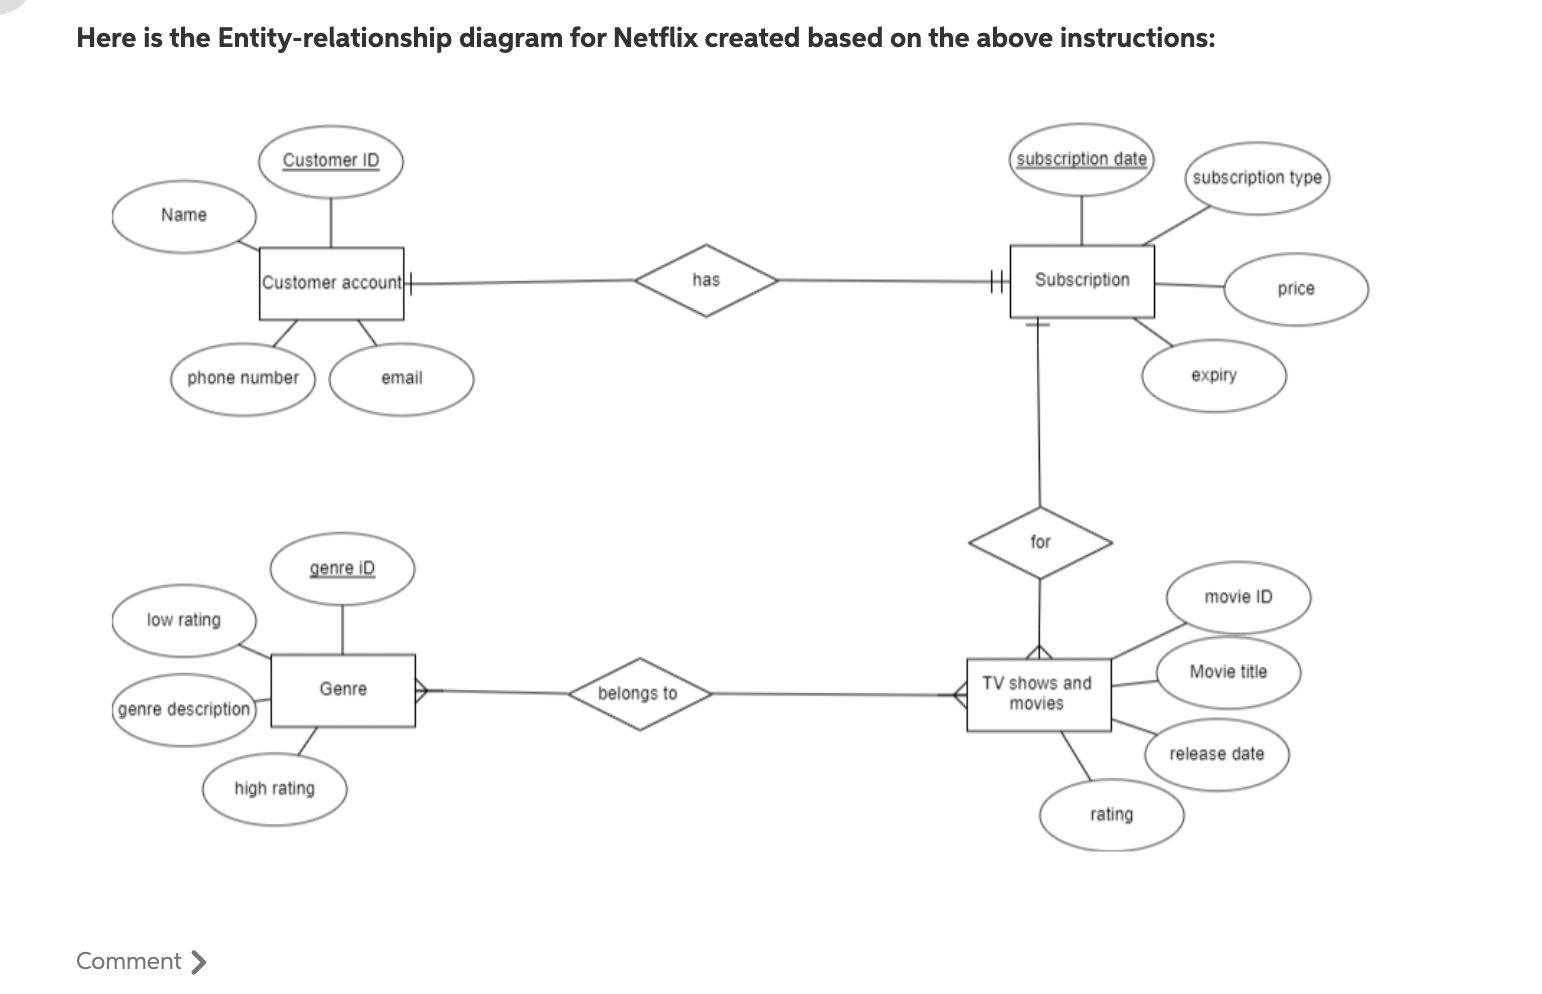 Here is the Entity-relationship diagram for Netflix created based on the above instructions:
Customer ID
Name
Customer account
phone number
email
has
subscription date
subscription type
Subscription
price
expiry
for
genre iD
low rating
Genre
genre description
high rating
belongs to
movie ID
Movie title
TV shows and
movies
release date
rating
Comment